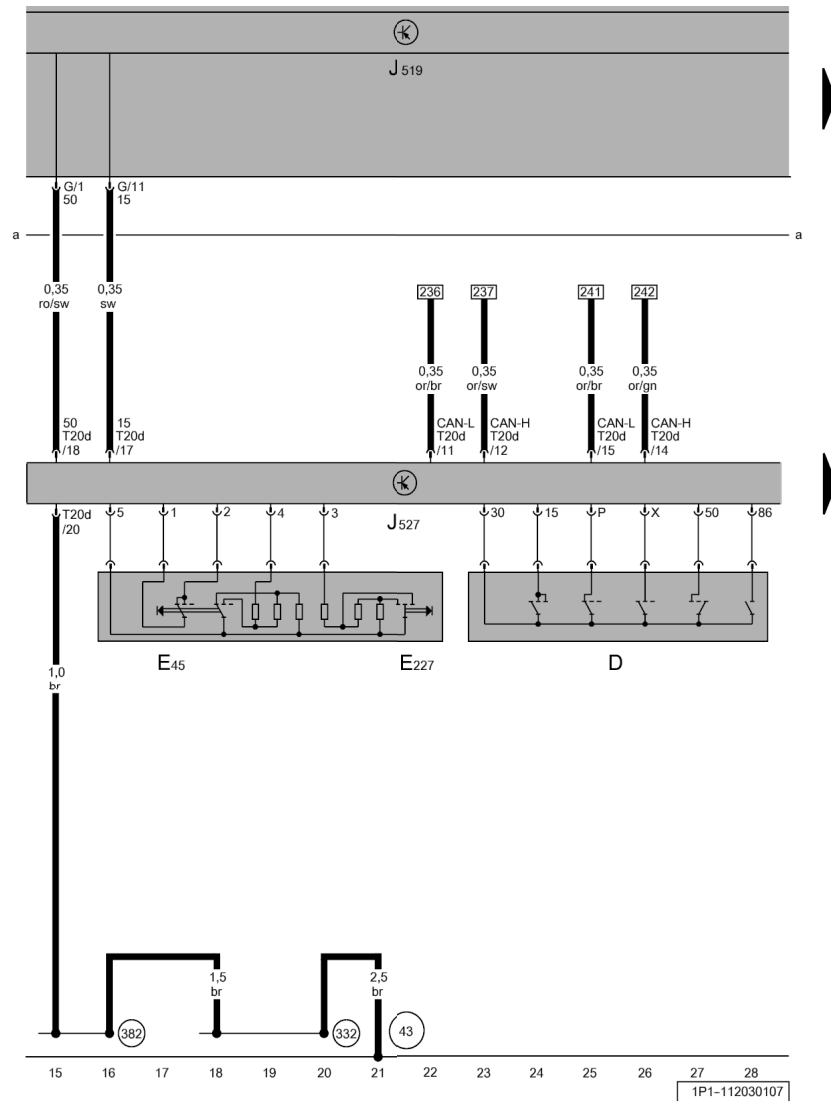 J 519
G/1 G/11
50 15
a a
236 237 241 242
0,35 0,35
ro/sw sw
0,35 0,35 0,35 0,35
or/br or/sw or/br or/gn
50 15 CAN-L CAN-H CAN-L CAN-H
T20d T20d T20d T20d T20d T20d
/18 /17 /11 /12 /15 /14
T20d 5 1 2 4 3 J527 30 15 P X 50 86
/20
E45 E227 D
1,0
br
1,5 2,5
br br
382 332 43
15 16 17 18 19 20 21 22 23 24 25 26 27 28
1P1-112030107